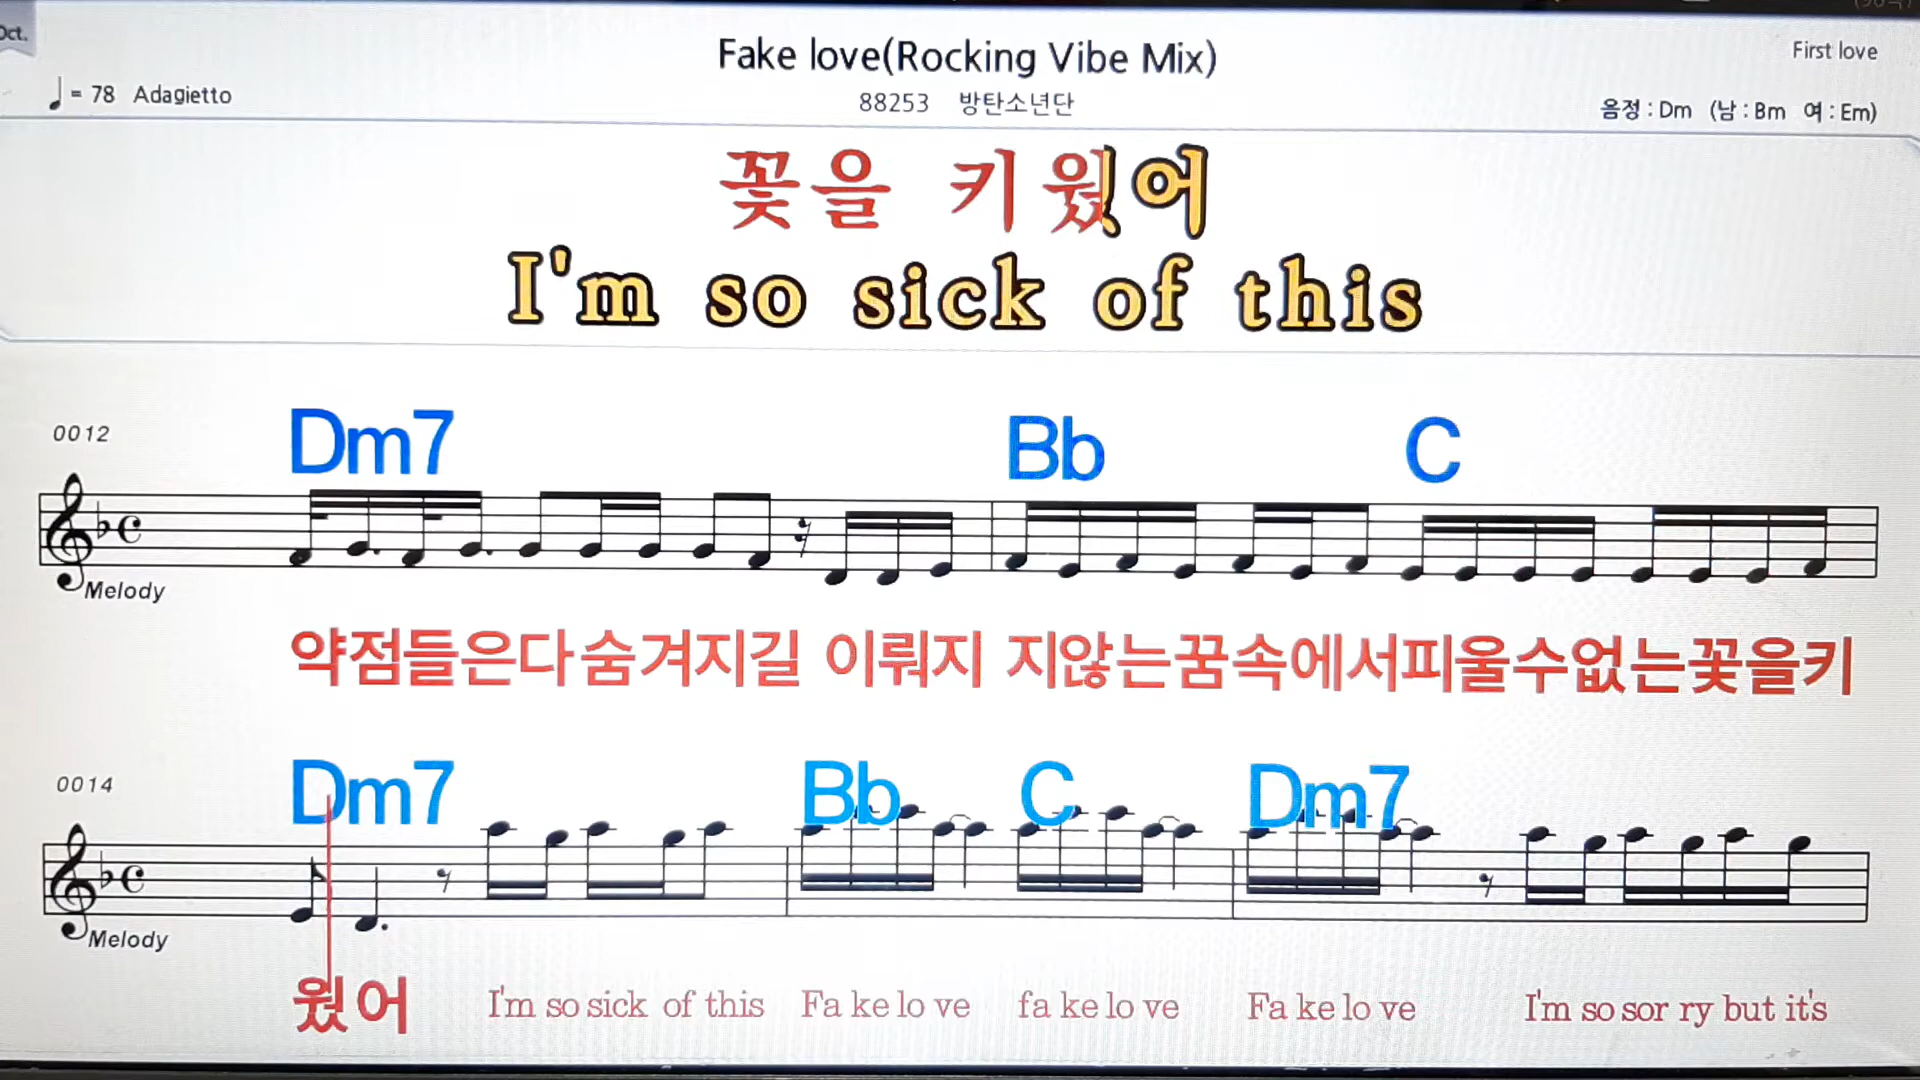 Oct.
Fake love(Rocking Vibe Mix)
First love
= 78 Adagietto
88253 방탄소년단
음정 : Dm (남 : Bm 여 : Em)
꽃을 키웠어
I'm so sick of this
0012
Dm7 Bb C
Melody
약점들은다숨겨지길 이뤄지 지않는꿈속에서피울수없는꽃을키
0014
Dm7 Bb C Dm7
Melody
웠어 I'm so sick of this Fa ke lo ve fa ke lo ve Fa ke lo ve I'm so sor ry but it's